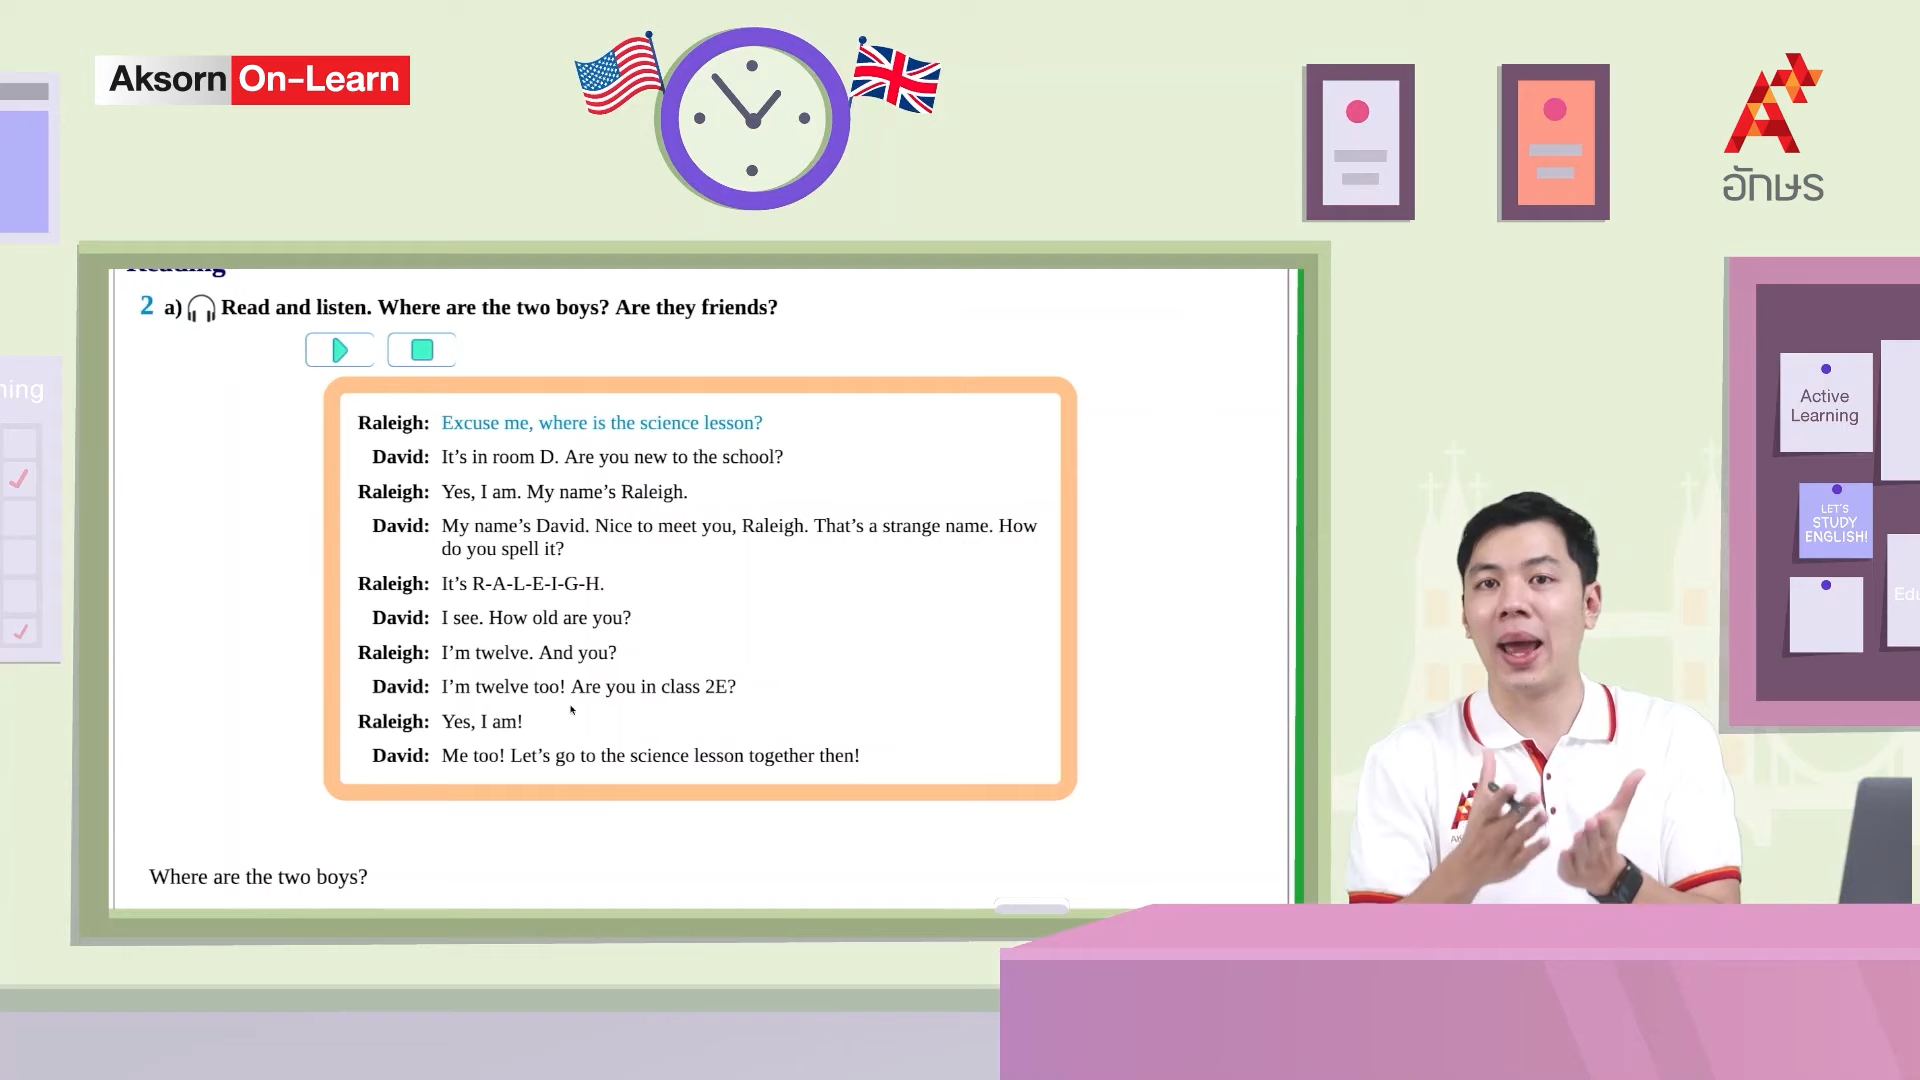 Aksorn On-Learn
อักษร
Reading
2 a) Read and listen. Where are the two boys? Are they friends?
Raleigh: Excuse me, where is the science lesson?
David: It’s in room D. Are you new to the school?
Raleigh: Yes, I am. My name’s Raleigh.
David: My name’s David. Nice to meet you, Raleigh. That’s a strange name. How
do you spell it?
Raleigh: It’s R-A-L-E-I-G-H.
David: I see. How old are you?
Raleigh: I’m twelve. And you?
David: I’m twelve too! Are you in class 2E?
Raleigh: Yes, I am!
David: Me too! Let’s go to the science lesson together then!
Where are the two boys?
ning
Active
Learning
LET'S
STUDY
ENGLISH!
Edu